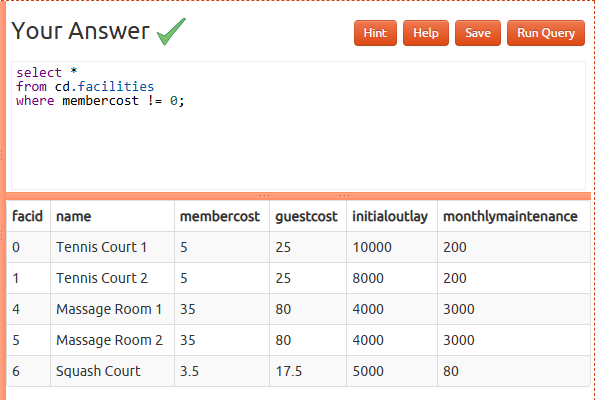 Your Answer
Hint Help Save Run Query
select *
from cd.facilities
where membercost != 0;
facid name membercost guestcost initialoutlay monthlymaintenance
0 Tennis Court 1 5 25 10000 200
1 Tennis Court 2 5 25 8000 200
4 Massage Room 1 35 80 4000 3000
5 Massage Room 2 35 80 4000 3000
6 Squash Court 3.5 17.5 5000 80